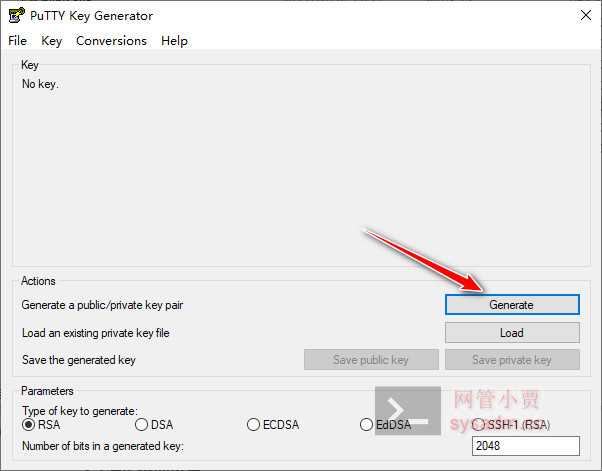 PuTTY Key Generator
File Key Conversions Help
Key
No key.
Actions
Generate a public/private key pair
Generate
Load an existing private key file
Load
Save the generated key
Save public key
Save private key
Parameters
Type of key to generate:
RSA
DSA
ECDSA
EdDSA
SSH-1 (RSA)
Number of bits in a generated key:
2048
网管小贾
sysadm.cc